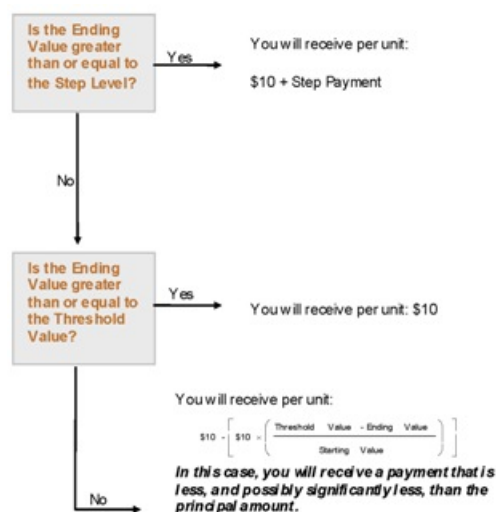 Is the Ending
Value greater
than or equal to
the Step Level?
Yes
You will receive per unit:
$10 + Step Payment
No
Is the Ending
Value greater
than or equal to
the Threshold
Value?
Yes
You will receive per unit: $10
You will receive per unit:
$10 - [ $10 × ( Threshold Value - Ending Value
Starting Value ) ]
In this case, you will receive a payment that is
less, and possibly significantly less, than the
principal amount.
No